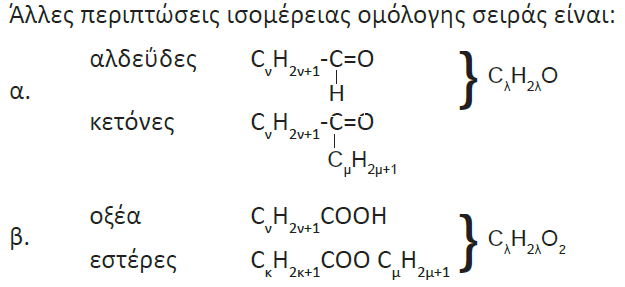 Άλλες περιπτώσεις ισομέρειας ομόλογης σειράς είναι:
α.
αλδεΰδες CνH2ν+1-C=O
H
κετόνες CνH2ν+1-C=O
CμH2μ+1
} CλH2λO
β.
οξέα CνH2ν+1COOH
εστέρες CκH2κ+1COO CμH2μ+1
} CλH2λO2